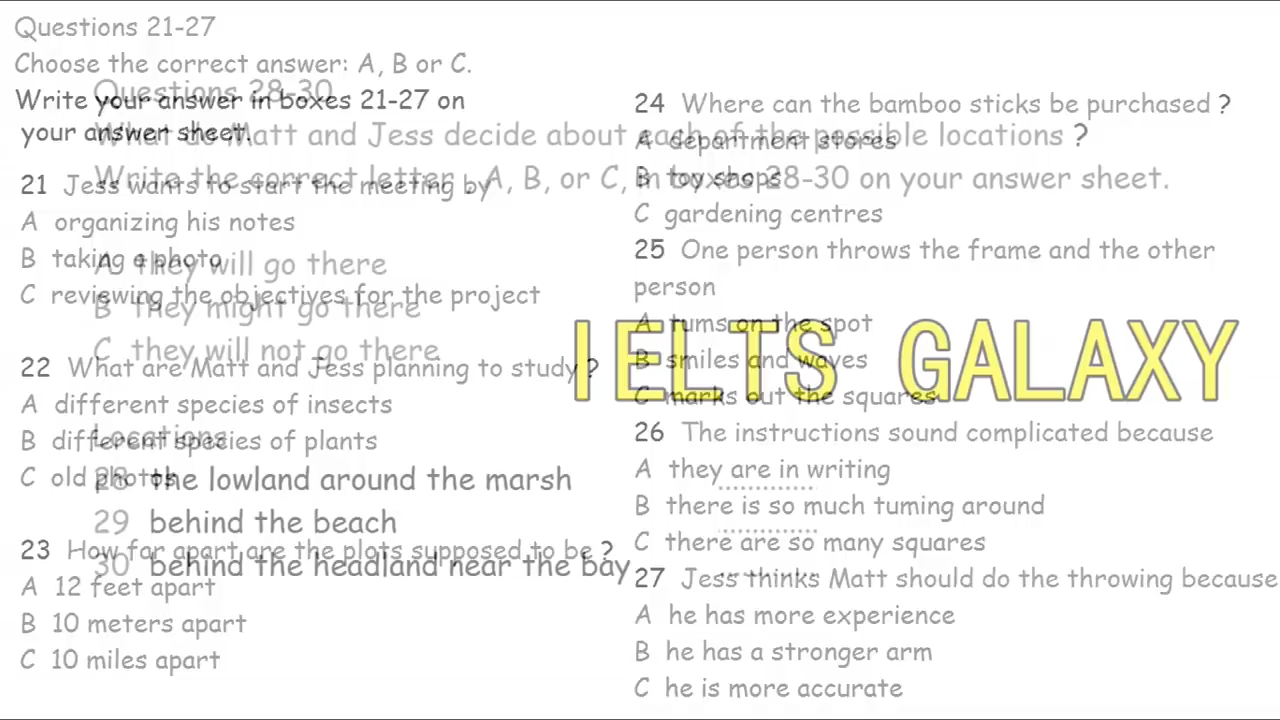 Questions 21-27
Choose the correct answer: A, B or C.
Write your answer in boxes 21-27 on
your answer sheet.
21 Jess wants to start the meeting by
A organizing his notes
B taking a photo
C reviewing the objectives for the project
22 What are Matt and Jess planning to study ?
A different species of insects
B different species of plants
C old photos
23 How far apart are the plots supposed to be ?
A 12 feet apart
B 10 meters apart
C 10 miles apart
24 Where can the bamboo sticks be purchased ?
A department stores
B toy shops
C gardening centres
25 One person throws the frame and the other
person
A tums on the spot
B smiles and waves
C marks out the squares
26 The instructions sound complicated because
A they are in writing
B there is so much tuming around
C there are so many squares
27 Jess thinks Matt should do the throwing because
A he has more experience
B he has a stronger arm
C he is more accurate
Questions 28-30
What do Matt and Jess decide about each of the possible locations ?
Write the correct letter, A, B, or C, in boxes 28-30 on your answer sheet.
A they will go there
B they might go there
C they will not go there
Locations
28 the lowland around the marsh
29 behind the beach
30 behind the headland near the bay
IELTS GALAXY